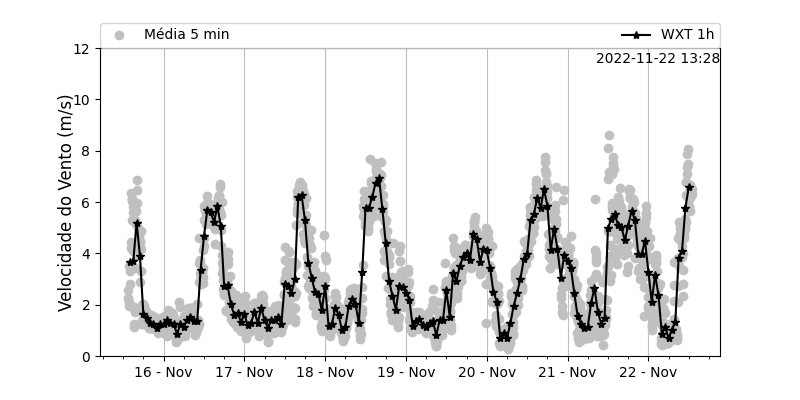 Média 5 min
WXT 1h
2022-11-22 13:28
Velocidade do Vento (m/s)
12
10
8
6
4
2
0
16 - Nov
17 - Nov
18 - Nov
19 - Nov
20 - Nov
21 - Nov
22 - Nov